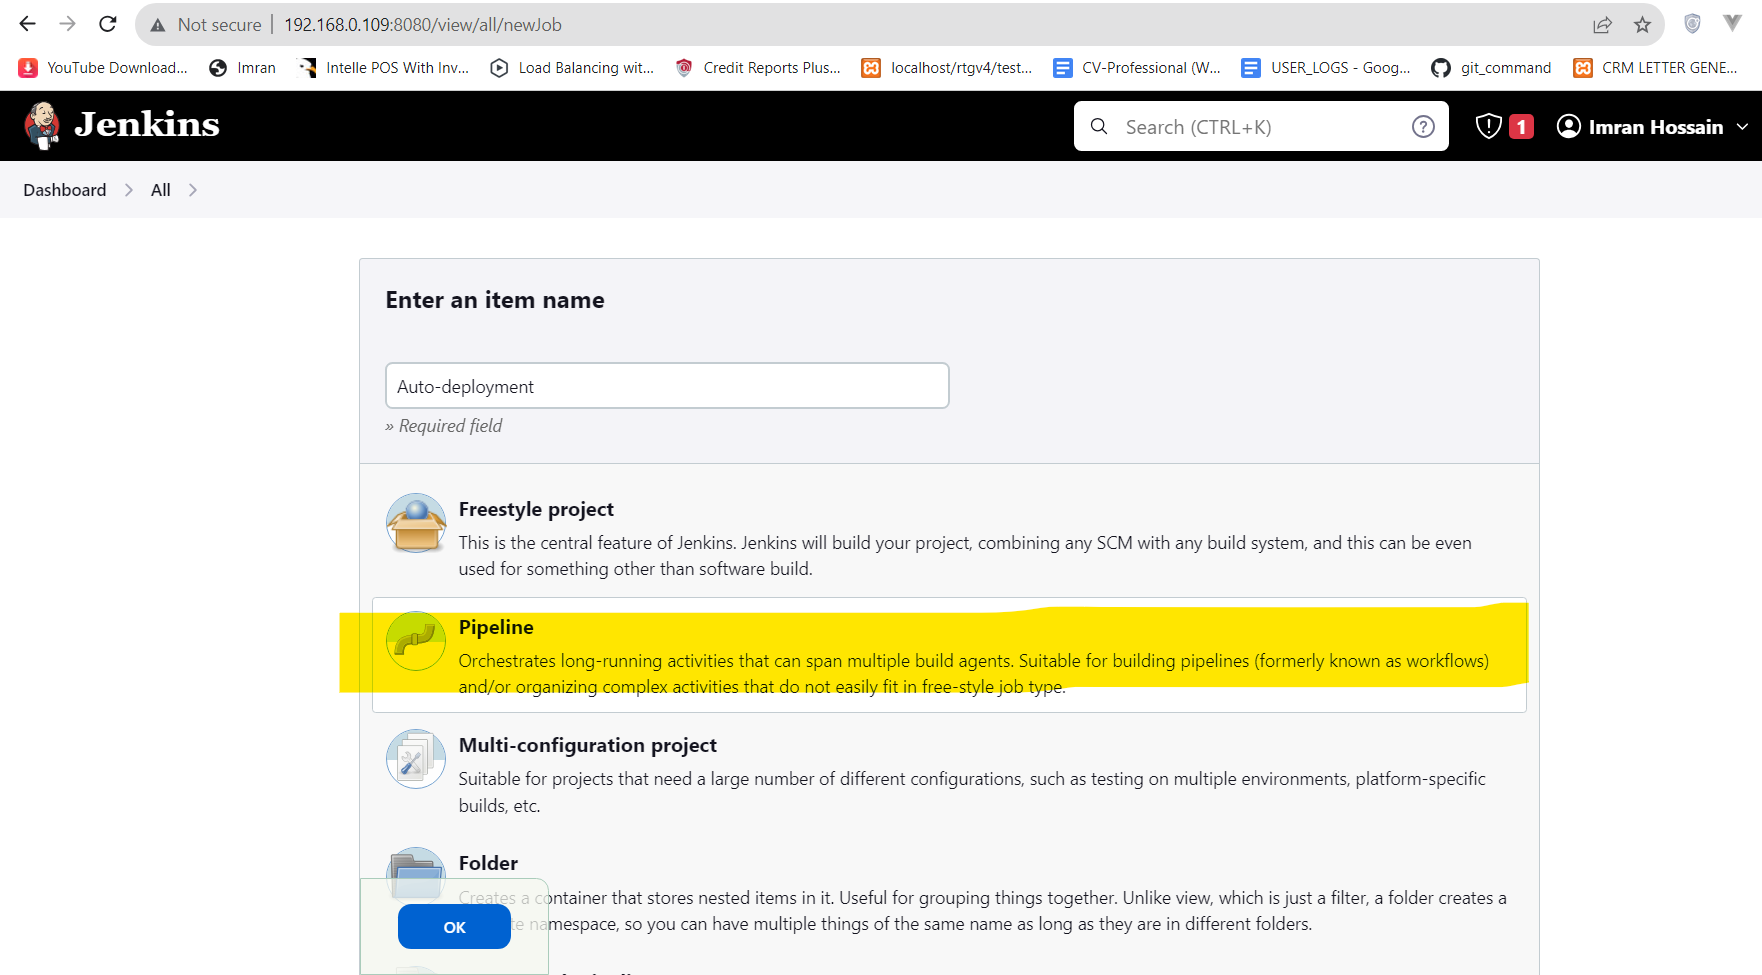 Not secure | 192.168.0.109:8080/view/all/newJob
YouTube Download... Imran Intelle POS With Inv... Load Balancing wit... Credit Reports Plus... localhost/rtgv4/test... CV-Professional (W... USER_LOGS - Goog... git_command CRM LETTER GENE...
Jenkins Search (CTRL+K) ? 1 Imran Hossain
Dashboard All
Enter an item name
Auto-deployment
» Required field
Freestyle project
This is the central feature of Jenkins. Jenkins will build your project, combining any SCM with any build system, and this can be even
used for something other than software build.
Pipeline
Orchestrates long-running activities that can span multiple build agents. Suitable for building pipelines (formerly known as workflows)
and/or organizing complex activities that do not easily fit in free-style job type.
Multi-configuration project
Suitable for projects that need a large number of different configurations, such as testing on multiple environments, platform-specific
builds, etc.
Folder
Creates a container that stores nested items in it. Useful for grouping things together. Unlike view, which is just a filter, a folder creates a
namespace, so you can have multiple things of the same name as long as they are in different folders.
OK